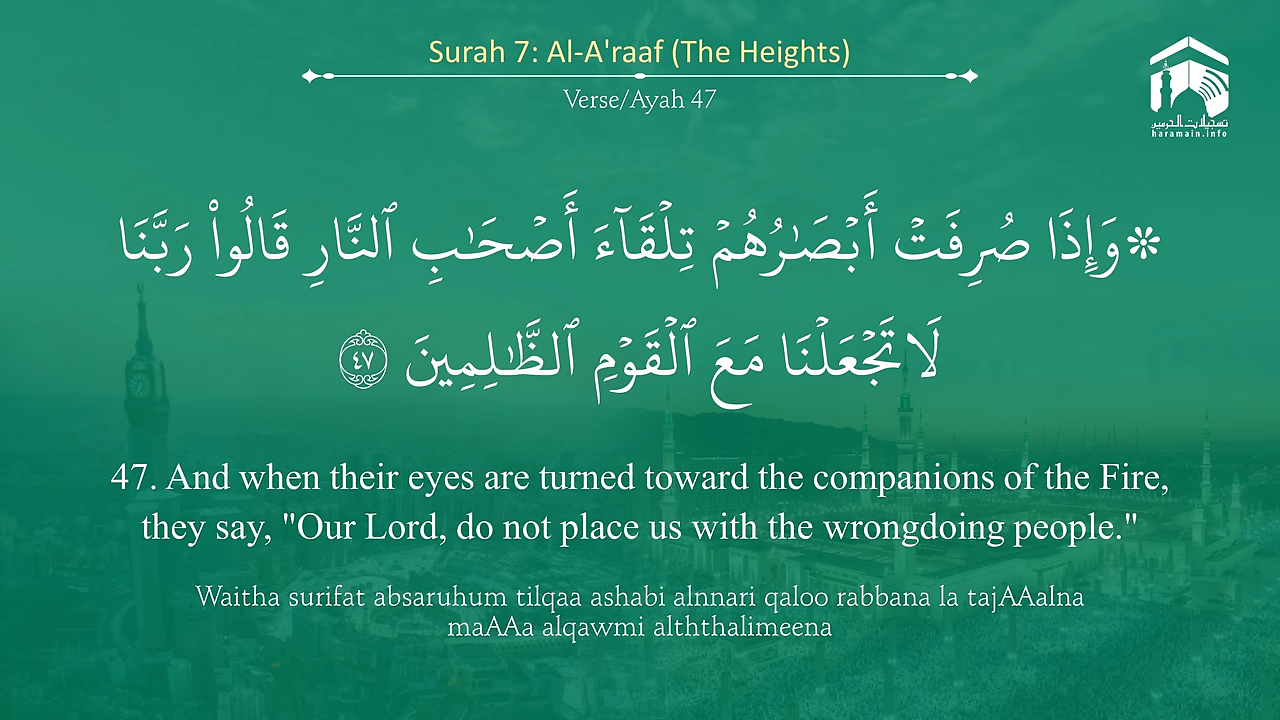 Surah 7: Al-A'raaf (The Heights)
Verse/Ayah 47
تسجيلات الحرمين
haramain.info
۞وَإِذَا صُرِفَتْ أَبْصَٰرُهُمْ تِلْقَآءَ أَصْحَٰبِ ٱلنَّارِ قَالُوا۟ رَبَّنَا
لَا تَجْعَلْنَا مَعَ ٱلْقَوْمِ ٱلظَّٰلِمِينَ ٤٧
47. And when their eyes are turned toward the companions of the Fire,
they say, "Our Lord, do not place us with the wrongdoing people."
Waitha surifat absaruhum tilqaa ashabi alnnari qaloo rabbana la tajAAalna
maAAa alqawmi alththalimeena